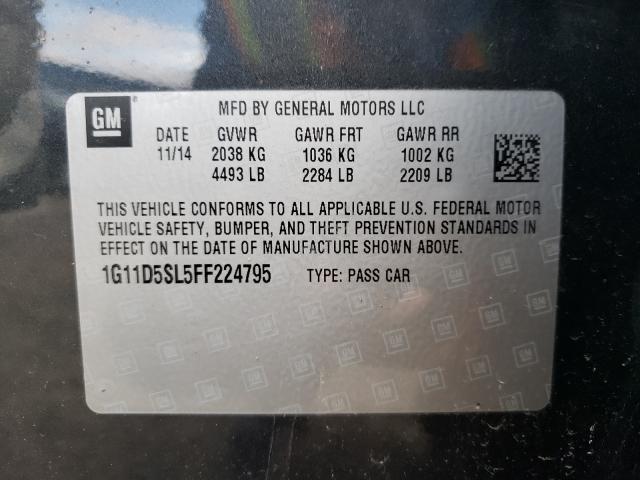 GM
MFD BY GENERAL MOTORS LLC
DATE GVWR GAWR FRT GAWR RR
11/14 2038 KG 1036 KG 1002 KG
4493 LB 2284 LB 2209 LB
THIS VEHICLE CONFORMS TO ALL APPLICABLE U.S. FEDERAL MOTOR
VEHICLE SAFETY, BUMPER, AND THEFT PREVENTION STANDARDS IN
EFFECT ON THE DATE OF MANUFACTURE SHOWN ABOVE.
1G11D5SL5FF224795 TYPE: PASS CAR